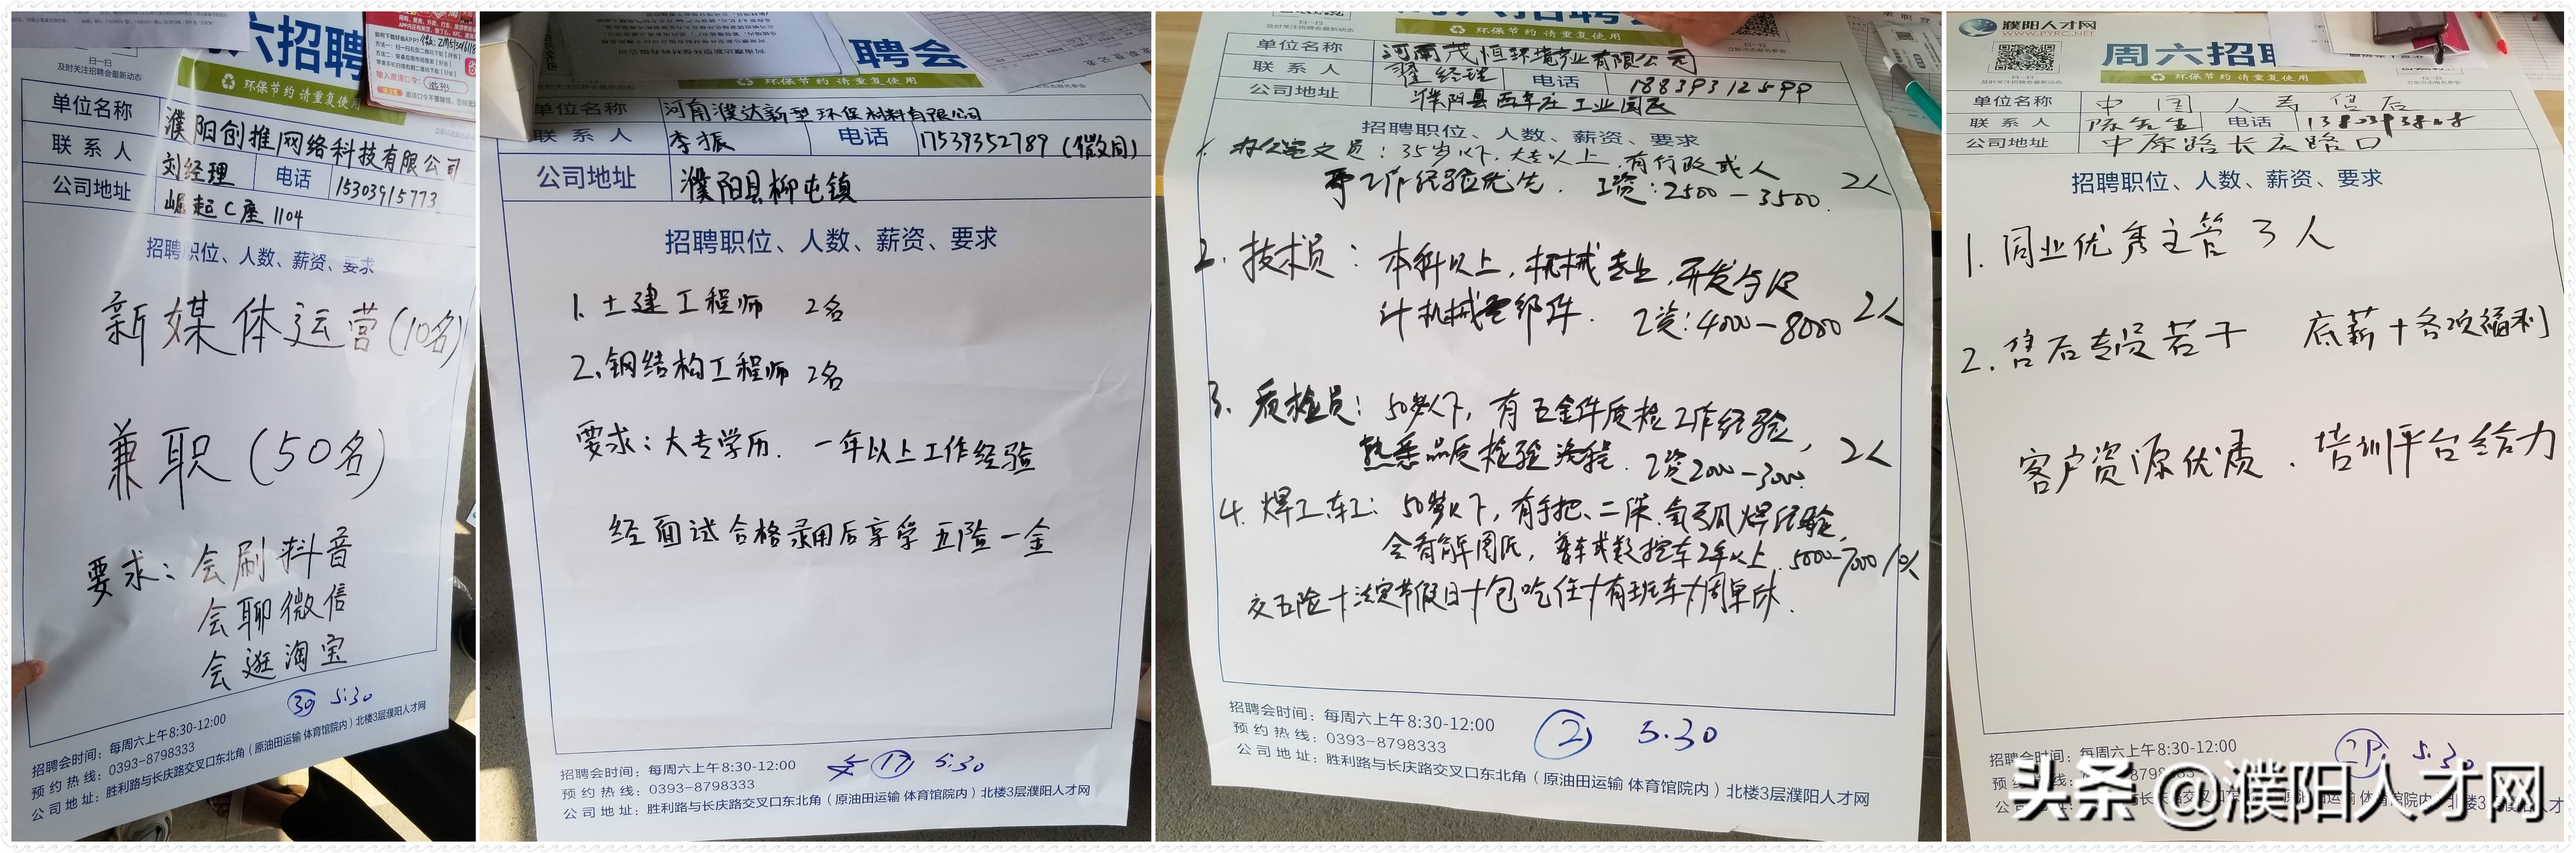 六招聘
环保节约 请重复使用
扫一扫
及时关注招聘会最新动态
单位名称 濮阳创推网络科技有限公司
联系人 刘经理 电话 15303915773
公司地址 崛起C座1104
招聘职位、人数、薪资、要求
新媒体运营(10名)
兼职(50名)
要求:会刷抖音
会聊微信
会逛淘宝
30 5:30
招聘会时间:每周六上午8:30-12:00
预约热线:0393-8798333
公司地址:胜利路与长庆路交叉口东北角(原油田运输 体育馆院内)北楼3层濮阳人才网
聘会
环保节约 请重复使用
单位名称 河南濮达新型环保材料有限公司
联系人 李振 电话 17539352789(微同)
公司地址 濮阳县柳屯镇
招聘职位、人数、薪资、要求
1、土建工程师 2名
2、钢结构工程师 2名
要求:大专学历. 一年以上工作经验
经面试合格录用后享受五险一金
17 5:30
招聘会时间:每周六上午8:30-12:00
预约热线:0393-8798333
公司地址:胜利路与长庆路交叉口东北角(原油田运输 体育馆院内)北楼3层濮阳人才网
环保节约 请重复使用
及时关注招聘会最新动态
单位名称 河南茂恒环境产业有限公司
联系人 翟经理 电话 18839312599
公司地址 濮阳县西辛庄工业园区
招聘职位、人数、薪资、要求
1. 办公室文员:35岁以下.大专以上,有行政或人
事工作经验优先. 工资:2500—3500. 2人
2. 技术员:本科以上,机械专业,开发与设
计机械零部件. 工资:4000—8000 2人
3. 质检员:50岁以下,有五金件质检工作经验,
熟悉品质检验流程.工资2000—3000. 2人
4. 焊工车工:50岁以下,有手把、二保.氩弧焊经验,
会看解图纸,普车或数控车2年以上.5000-7000/10人
交五险+法定节假日+包吃住+有班车+周单休.
2 5.30
招聘会时间:每周六上午8:30-12:00
预约热线:0393-8798333
公司地址:胜利路与长庆路交叉口东北角(原油田运输 体育馆院内)北楼3层濮阳人才网
濮阳人才网
WWW.PYRC.NET
周六招聘
环保节约 请重复使用
单位名称 中国人寿售后
联系人 陈先生 电话
公司地址 中原路长庆路口
招聘职位、人数、薪资、要求
1. 同业优秀主管3人
2. 售后专员若干 底薪+各项福利
客户资源优质、培训平台给力
29 5.30
招聘会时间:每周六上午8:30-12:00
头条 @濮阳人才网